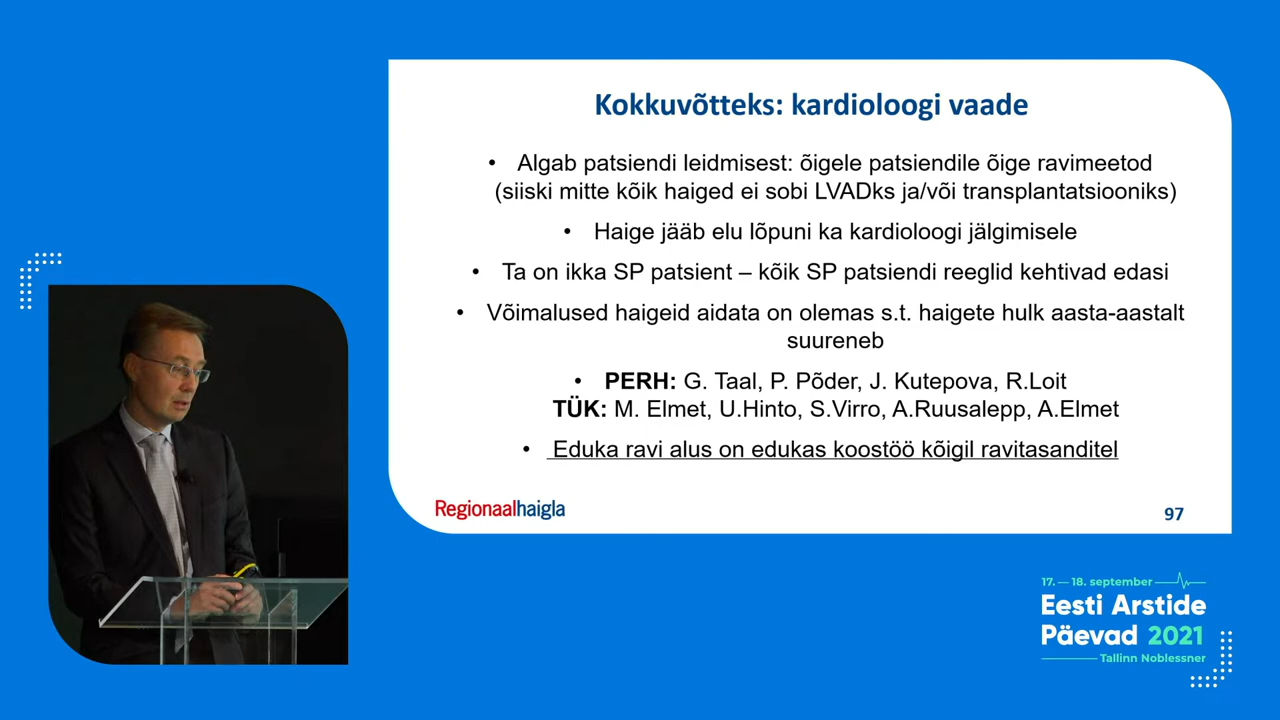 Kokkuvõtteks: kardioloogi vaade
• Algab patsiendi leidmisest: õigele patsiendile õige ravimeetod
(siiski mitte kõik haiged ei sobi LVADks ja/või transplantatsiooniks)
• Haige jääb elu lõpuni ka kardioloogi jälgimisele
• Ta on ikka SP patsient – kõik SP patsiendi reeglid kehtivad edasi
• Võimalused haigeid aidata on olemas s.t. haigete hulk aasta-aastalt
suureneb
• PERH: G. Taal, P. Põder, J. Kutepova, R.Loit
TÜK: M. Elmet, U.Hinto, S.Virro, A.Ruusalepp, A.Elmet
• Eduka ravi alus on edukas koostöö kõigil ravitasanditel
Regionaalhaigla
97
17. — 18. september
Eesti Arstide
Päevad 2021
Tallinn Noblessner